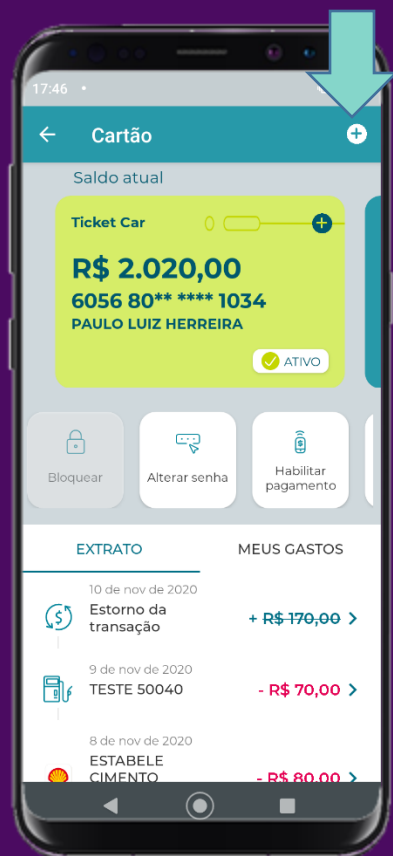 17:46
Cartão
Saldo atual
Ticket Car
R$ 2.020,00
6056 80** **** 1034
PAULO LUIZ HERREIRA
ATIVO
Bloquear
Alterar senha
Habilitar
pagamento
EXTRATO
MEUS GASTOS
10 de nov de 2020
Estorno da
transação
+ R$ 170,00
9 de nov de 2020
TESTE 50040
- R$ 70,00
8 de nov de 2020
ESTABELE
CIMENTO
- R$ 80,00